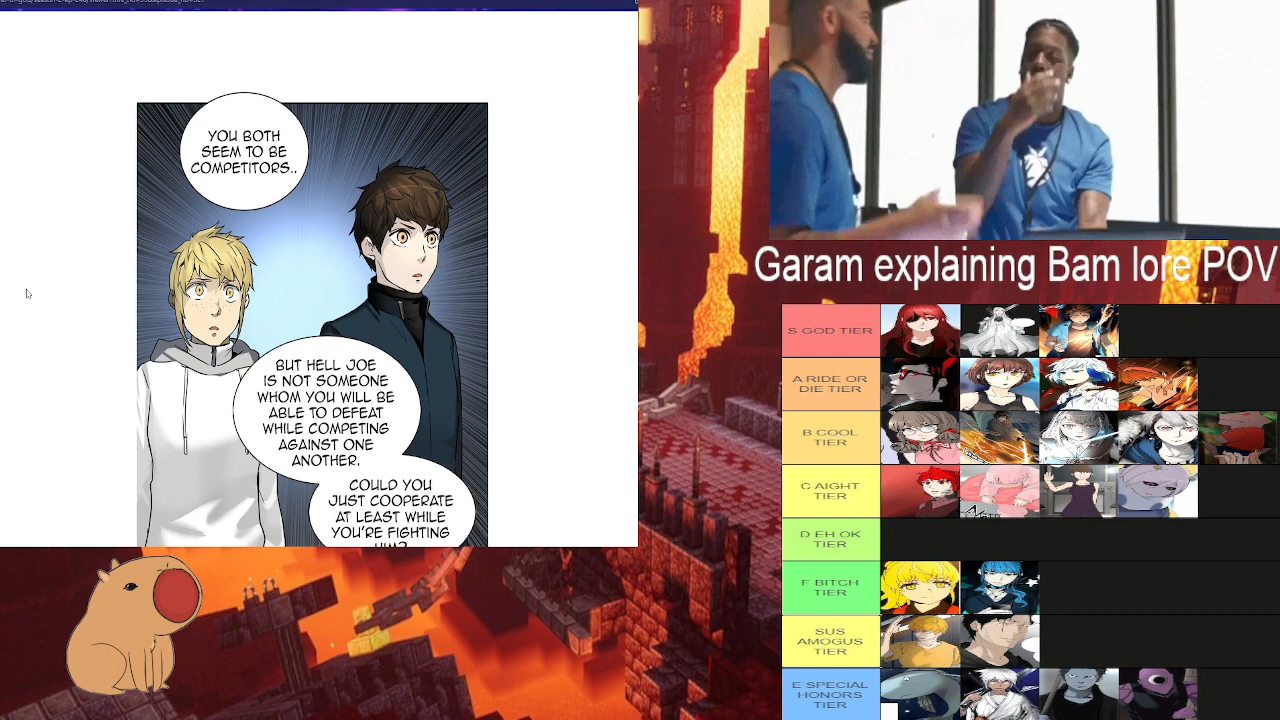 YOU BOTH
SEEM TO BE
COMPETITORS..
BUT HELL JOE
IS NOT SOMEONE
WHOM YOU WILL BE
ABLE TO DEFEAT
WHILE COMPETING
AGAINST ONE
ANOTHER.
COULD YOU
JUST COOPERATE
AT LEAST WHILE
YOU'RE FIGHTING
HIM?
Garam explaining Bam lore POV
S GOD TIER
A RIDE OR
DIE TIER
B COOL
TIER
C AIGHT
TIER
D EH OK
TIER
F BITCH
TIER
SUS
AMOGUS
TIER
E SPECIAL
HONORS
TIER